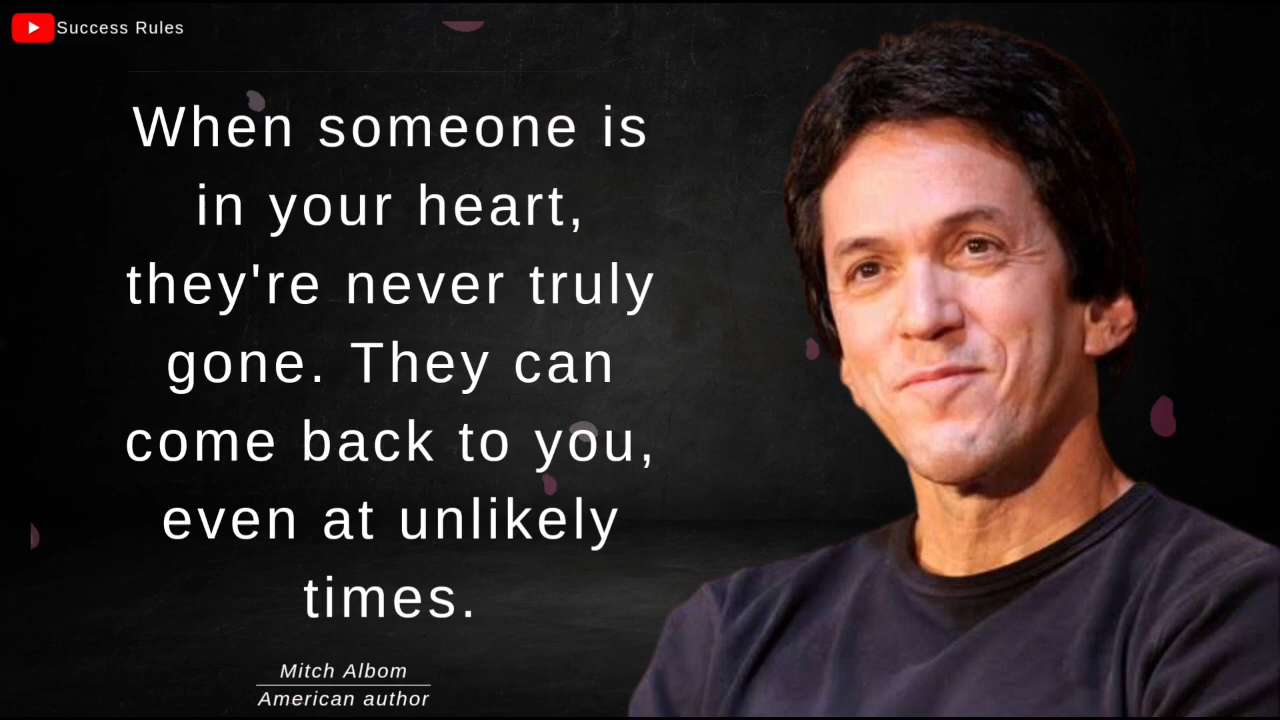 Success Rules
When someone is
in your heart,
they're never truly
gone. They can
come back to you,
even at unlikely
times.
Mitch Albom
American author